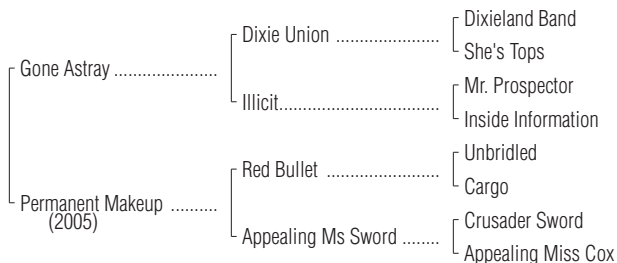 Dixieland Band
Dixie Union ......................
She's Tops
Gone Astray ......................
Mr. Prospector
Illicit..................................
Inside Information
Unbridled
Red Bullet ........................
Cargo
Permanent Makeup ..........
(2005)
Crusader Sword
Appealing Ms Sword ........
Appealing Miss Cox